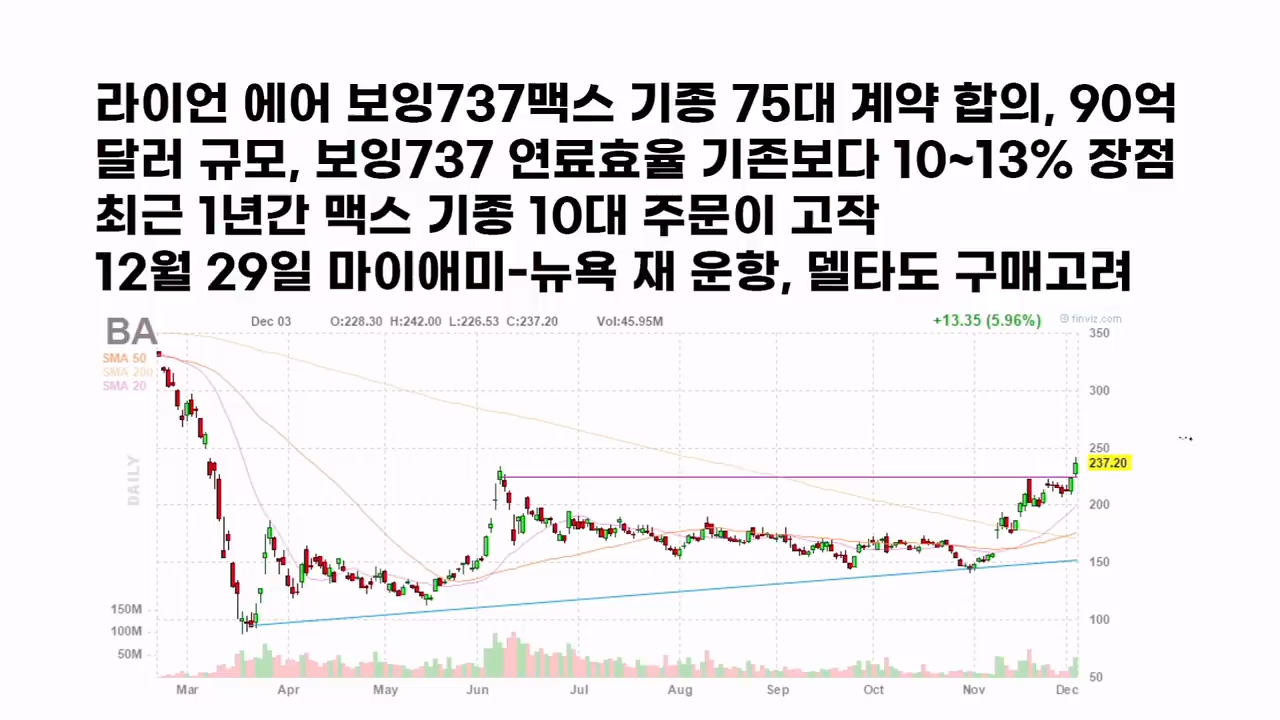 라이언 에어 보잉737맥스 기종 75대 계약 합의, 90억
달러 규모, 보잉737 연료효율 기존보다 10~13% 장점
최근 1년간 맥스 기종 10대 주문이 고작
12월 29일 마이애미-뉴욕 재 운항, 델타도 구매고려
BA Dec 03 O:228.30 H:242.00 L:226.53 C:237.20 Vol:45.95M +13.35 (5.96%) © finviz.com
SMA 50
SMA 200
SMA 20
DAILY
350
300
250
237.20
200
150
100
50
150M
100M
50M
Mar Apr May Jun Jul Aug Sep Oct Nov Dec